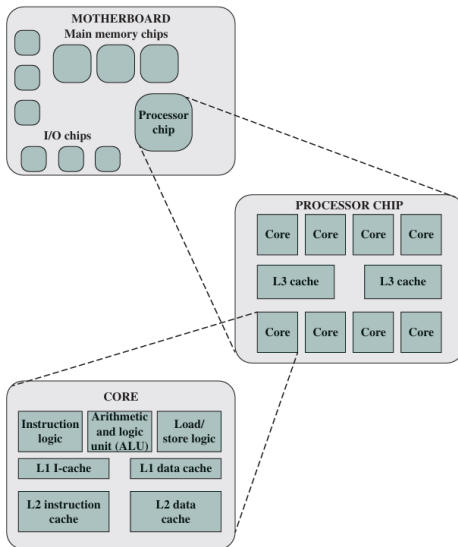 MOTHERBOARD
Main memory chips
Processor
chip
I/O chips
PROCESSOR CHIP
Core Core Core Core
L3 cache L3 cache
Core Core Core Core
CORE
Instruction
logic
Arithmetic
and logic
unit (ALU)
Load/
store logic
L1 I-cache L1 data cache
L2 instruction
cache
L2 data
cache